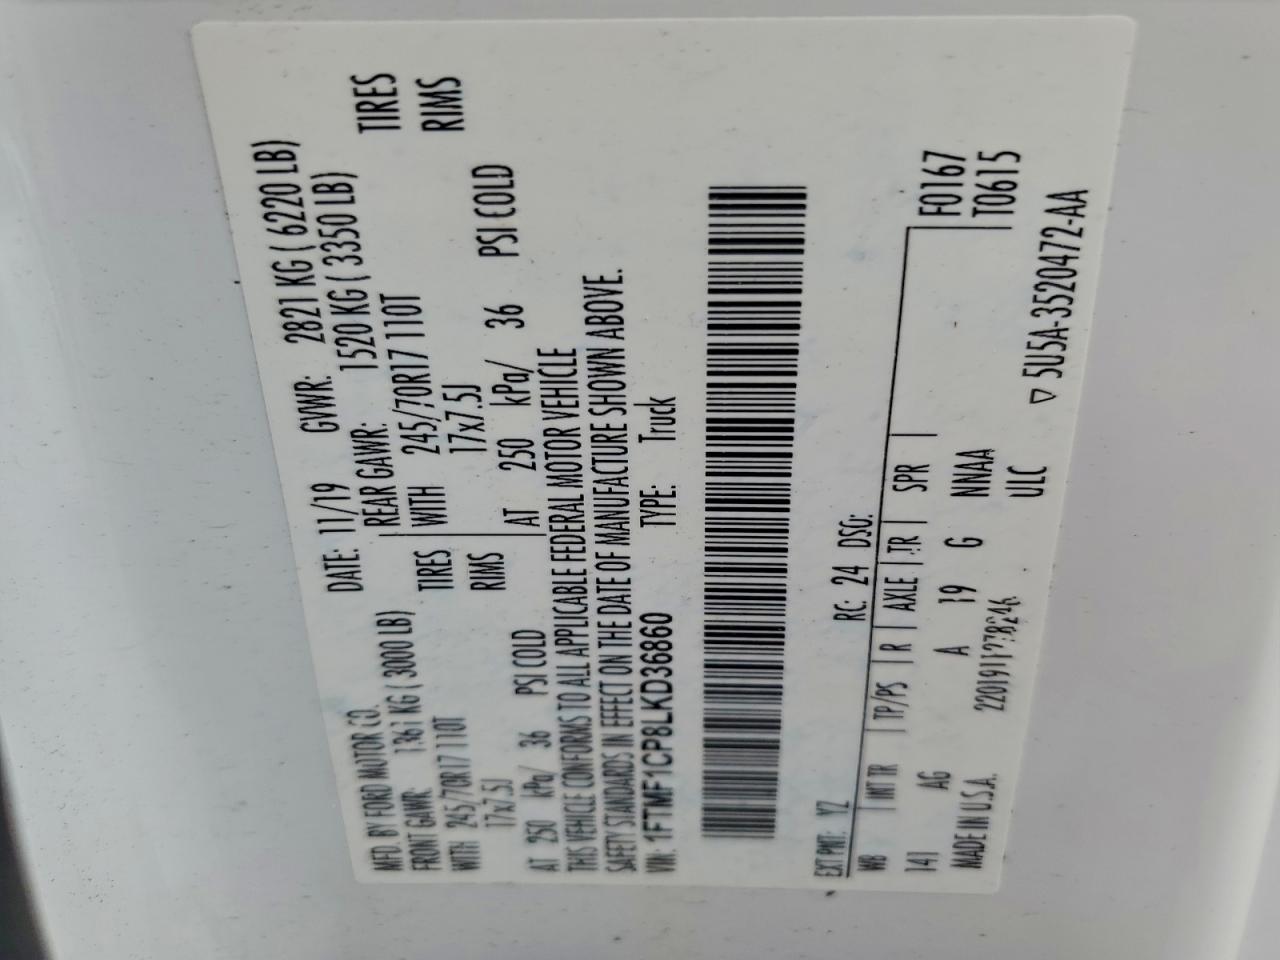 MFD. BY FORD MOTOR CO.
DATE: 11/19 GVWR: 2821 KG ( 6220 LB)
FRONT GAWR: 1361 KG ( 3000 LB) REAR GAWR: 1520 KG ( 3350 LB)
WITH 245/70R17 110T TIRES WITH 245/70R17 110T TIRES
17x7.5J RIMS 17x7.5J RIMS
AT 250 kPa/ 36 PSI COLD AT 250 kPa/ 36 PSI COLD
THIS VEHICLE CONFORMS TO ALL APPLICABLE FEDERAL MOTOR VEHICLE
SAFETY STANDARDS IN EFFECT ON THE DATE OF MANUFACTURE SHOWN ABOVE.
VIN: 1FTMF1CP8LKD36860 TYPE: Truck
EXT PNT: YZ RC: 24 DSO: F0167
WB INT TR TP/PS R AXLE TR SPR T0615
141 AG A 19 G NNAA
MADE IN U.S.A. ULC ▽ 5U5A-3520472-AA